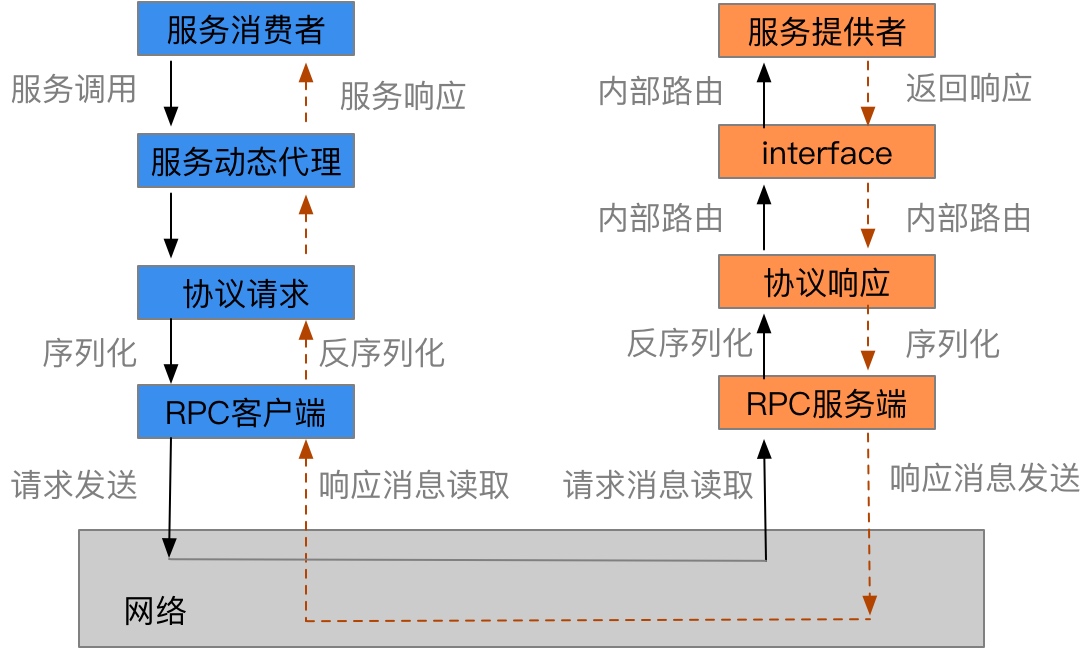 服务消费者
服务提供者
服务调用
服务响应
内部路由
返回响应
服务动态代理
interface
内部路由
内部路由
协议请求
协议响应
序列化
反序列化
反序列化
序列化
RPC客户端
RPC服务端
请求发送
响应消息读取
请求消息读取
响应消息发送
网络